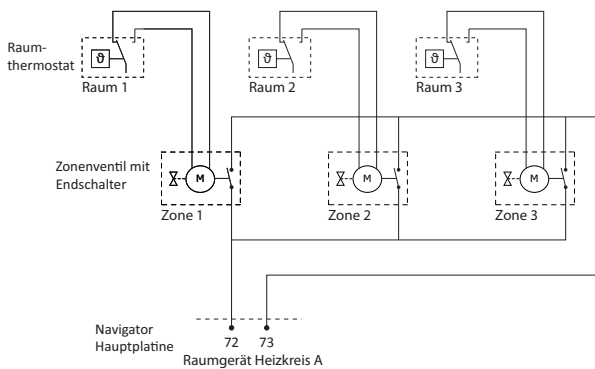 Raum-
thermostat
ϑ
ϑ
ϑ
Raum 1
Raum 2
Raum 3
Zonenventil mit
Endschalter
M
M
M
Zone 1
Zone 2
Zone 3
Navigator
Hauptplatine
72
73
Raumgerät Heizkreis A